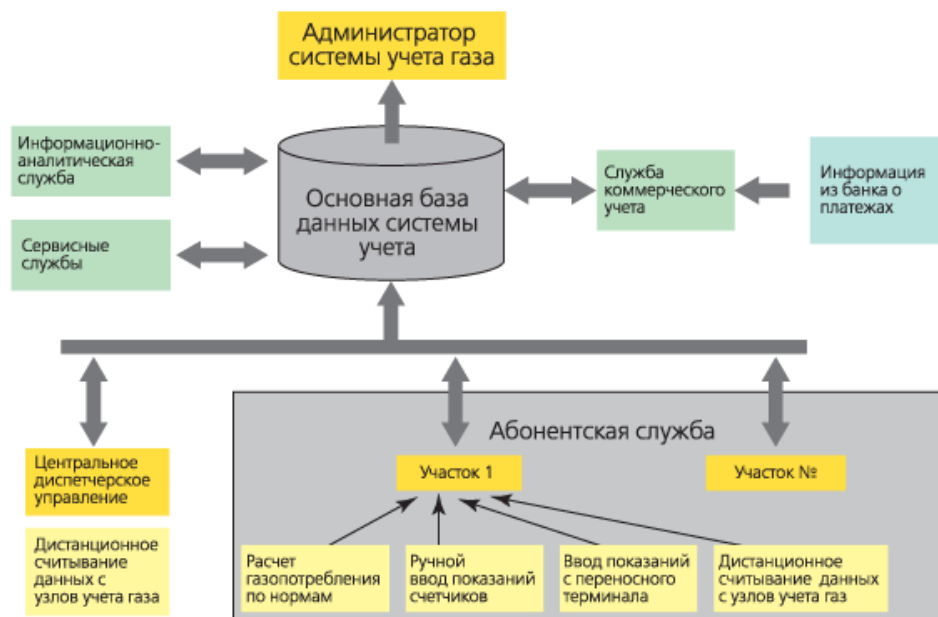 Администратор
системы учета газа
Информационно-
аналитическая
служба
Сервисные
службы
Основная база
данных системы
учета
Служба
коммерческого
учета
Информация
из банка о
платежах
Абонентская служба
Центральное
диспетчерское
управление
Участок 1
Участок №
Дистанционное
считывание
данных с
узлов учета газа
Расчет
газопотребления
по нормам
Ручной
ввод показаний
счетчиков
Ввод показаний
с переносного
терминала
Дистанционное
считывание данных
с узлов учета газ